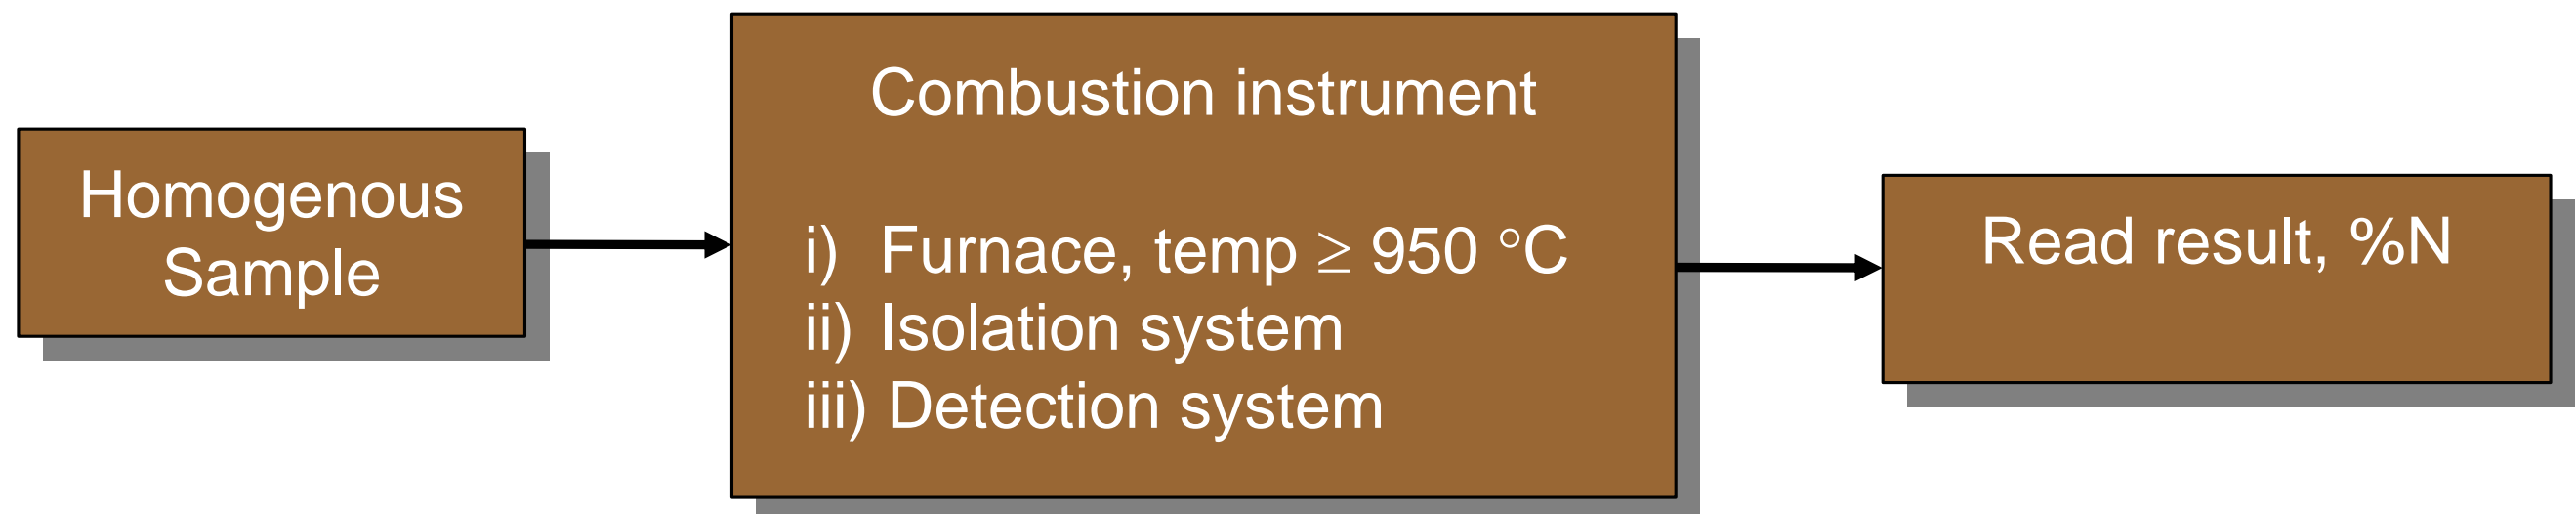 Homogenous
Sample
Combustion instrument
i) Furnace, temp ≥ 950 °C
ii) Isolation system
iii) Detection system
Read result, %N